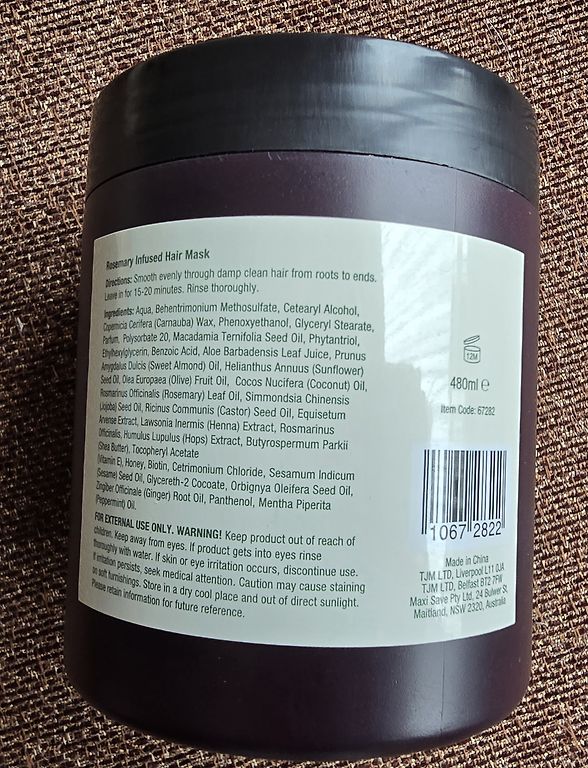 Rosemary Infused Hair Mask
Directions: Smooth evenly through damp clean hair from roots to ends.
Leave in for 15-20 minutes. Rinse thoroughly.
Ingredients: Aqua, Behentrimonium Methosulfate, Cetearyl Alcohol,
Copernicia Cerifera (Carnauba) Wax, Phenoxyethanol, Glyceryl Stearate,
Parfum, Polysorbate 20, Macadamia Ternifolia Seed Oil, Phytantriol,
Ethylhexylglycerin, Benzoic Acid, Aloe Barbadensis Leaf Juice, Prunus
Amygdalus Dulcis (Sweet Almond) Oil, Helianthus Annuus (Sunflower)
Seed Oil, Olea Europaea (Olive) Fruit Oil, Cocos Nucifera (Coconut) Oil,
Rosmarinus Officinalis (Rosemary) Leaf Oil, Simmondsia Chinensis
(Jojoba) Seed Oil, Ricinus Communis (Castor) Seed Oil, Equisetum
Arvense Extract, Lawsonia Inermis (Henna) Extract, Rosmarinus
Officinalis, Humulus Lupulus (Hops) Extract, Butyrospermum Parkii
(Shea Butter), Tocopheryl Acetate
(Vitamin E), Honey, Biotin, Cetrimonium Chloride, Sesamum Indicum
(Sesame) Seed Oil, Glycereth-2 Cocoate, Orbignya Oleifera Seed Oil,
Zingiber Officinale (Ginger) Root Oil, Panthenol, Mentha Piperita
(Peppermint) Oil.
FOR EXTERNAL USE ONLY. WARNING! Keep product out of reach of
children. Keep away from eyes. If product gets into eyes rinse
thoroughly with water. If skin or eye irritation occurs, discontinue use.
If irritation persists, seek medical attention. Caution may cause staining
on soft furnishings. Store in a dry cool place and out of direct sunlight.
Please retain information for future reference.
12M
480ml ℮
Item Code: 67282
1067 2822
Made in China
TJM LTD, Liverpool L11 0JA
TJM LTD, Belfast BT2 7FW
Maxi Save Pty Ltd. 24 Bulwer St,
Maitland, NSW 2320, Australia